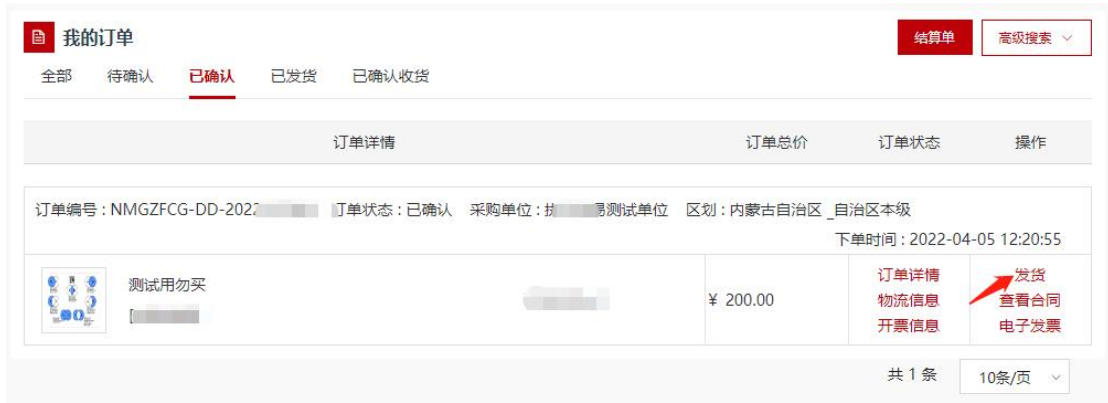 我的订单
结算单 高级搜索
全部 待确认 已确认 已发货 已确认收货
订单详情 订单总价 订单状态 操作
订单编号：NMGZFCG-DD-2022 订单状态：已确认 采购单位： 易测试单位 区划：内蒙古自治区 _自治区本级
下单时间：2022-04-05 12:20:55
测试用勿买
¥ 200.00
订单详情 发货
物流信息 查看合同
开票信息 电子发票
共 1 条 10条/页